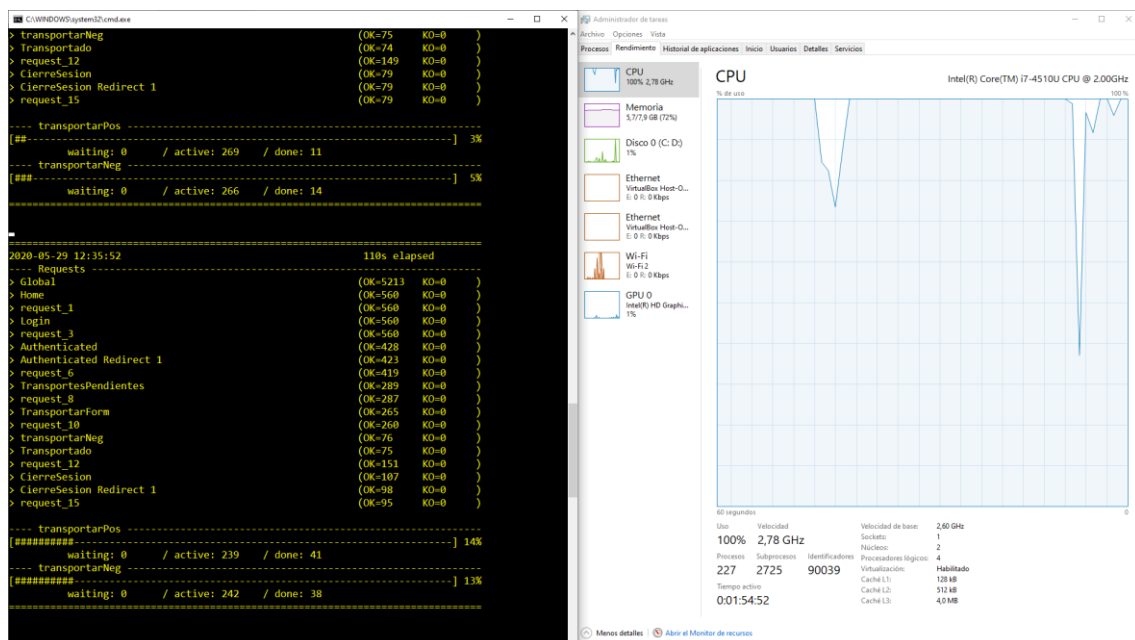 C:\WINDOWS\system32\cmd.exe
> transportarNeg (OK=75 KO=0 )
> Transportado (OK=74 KO=0 )
> request_12 (OK=149 KO=0 )
> CierreSesion (OK=79 KO=0 )
> CierreSesion Redirect 1 (OK=79 KO=0 )
> request_15 (OK=79 KO=0 )
---- transportarPos ----------------------------------------------------------
[##--------------------------------------------------------------------------] 3%
waiting: 0 / active: 269 / done: 11
---- transportarNeg ----------------------------------------------------------
[###-------------------------------------------------------------------------] 5%
waiting: 0 / active: 266 / done: 14
================================================================================
================================================================================
2020-05-29 12:35:52 110s elapsed
---- Requests ------------------------------------------------------------------
> Global (OK=5213 KO=0 )
> Home (OK=560 KO=0 )
> request_1 (OK=560 KO=0 )
> Login (OK=560 KO=0 )
> request_3 (OK=560 KO=0 )
> Authenticated (OK=428 KO=0 )
> Authenticated Redirect 1 (OK=423 KO=0 )
> request_6 (OK=419 KO=0 )
> TransportesPendientes (OK=289 KO=0 )
> request_8 (OK=287 KO=0 )
> TransportarForm (OK=265 KO=0 )
> request_10 (OK=260 KO=0 )
> transportarNeg (OK=76 KO=0 )
> Transportado (OK=75 KO=0 )
> request_12 (OK=151 KO=0 )
> CierreSesion (OK=107 KO=0 )
> CierreSesion Redirect 1 (OK=98 KO=0 )
> request_15 (OK=95 KO=0 )
---- transportarPos ----------------------------------------------------------
[##########------------------------------------------------------------------] 14%
waiting: 0 / active: 239 / done: 41
---- transportarNeg ----------------------------------------------------------
[##########------------------------------------------------------------------] 13%
waiting: 0 / active: 242 / done: 38
================================================================================
Administrador de tareas
Archivo Opciones Vista
Procesos Rendimiento Historial de aplicaciones Inicio Usuarios Detalles Servicios
CPU
100% 2,78 GHz
Memoria
5,7/7,9 GB (72%)
Disco 0 (C: D:)
1%
Ethernet
VirtualBox Host-O...
E: 0 R: 0 Kbps
Ethernet
VirtualBox Host-O...
E: 0 R: 0 Kbps
Wi-Fi
Wi-Fi 2
E: 0 R: 0 Kbps
GPU 0
Intel(R) HD Graphi...
1%
CPU Intel(R) Core(TM) i7-4510U CPU @ 2.00GHz
% de uso 100 %
60 segundos 0
Uso Velocidad
100% 2,78 GHz
Procesos Subprocesos Identificadores
227 2725 90039
Tiempo activo
0:01:54:52
Velocidad de base: 2,60 GHz
Sockets: 1
Núcleos: 2
Procesadores lógicos: 4
Virtualización: Habilitado
Caché L1: 128 kB
Caché L2: 512 kB
Caché L3: 4,0 MB
Menos detalles Abrir el Monitor de recursos